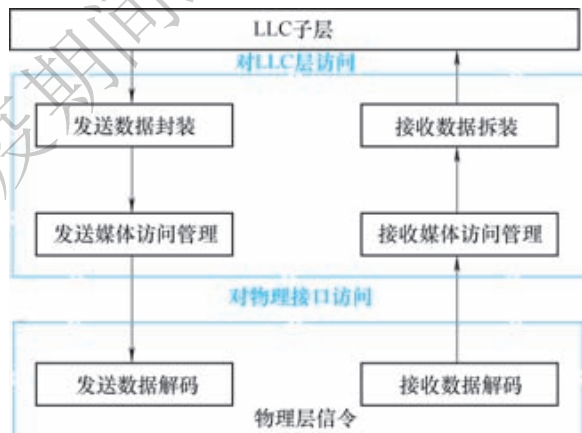 LLC子层
对LLC层访问
发送数据封装
接收数据拆装
发送媒体访问管理
接收媒体访问管理
对物理接口访问
发送数据解码
接收数据解码
物理层信令
疫期间